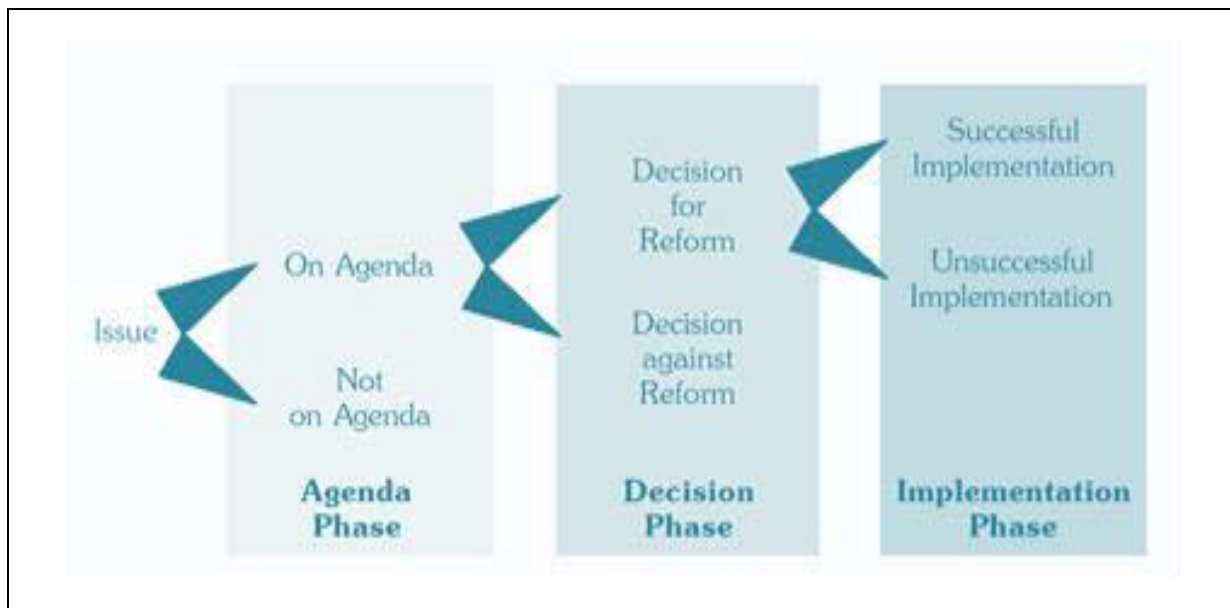 Issue
On Agenda
Not
on Agenda
Agenda
Phase
Decision
for
Reform
Decision
against
Reform
Decision
Phase
Successful
Implementation
Unsuccessful
Implementation
Implementation
Phase